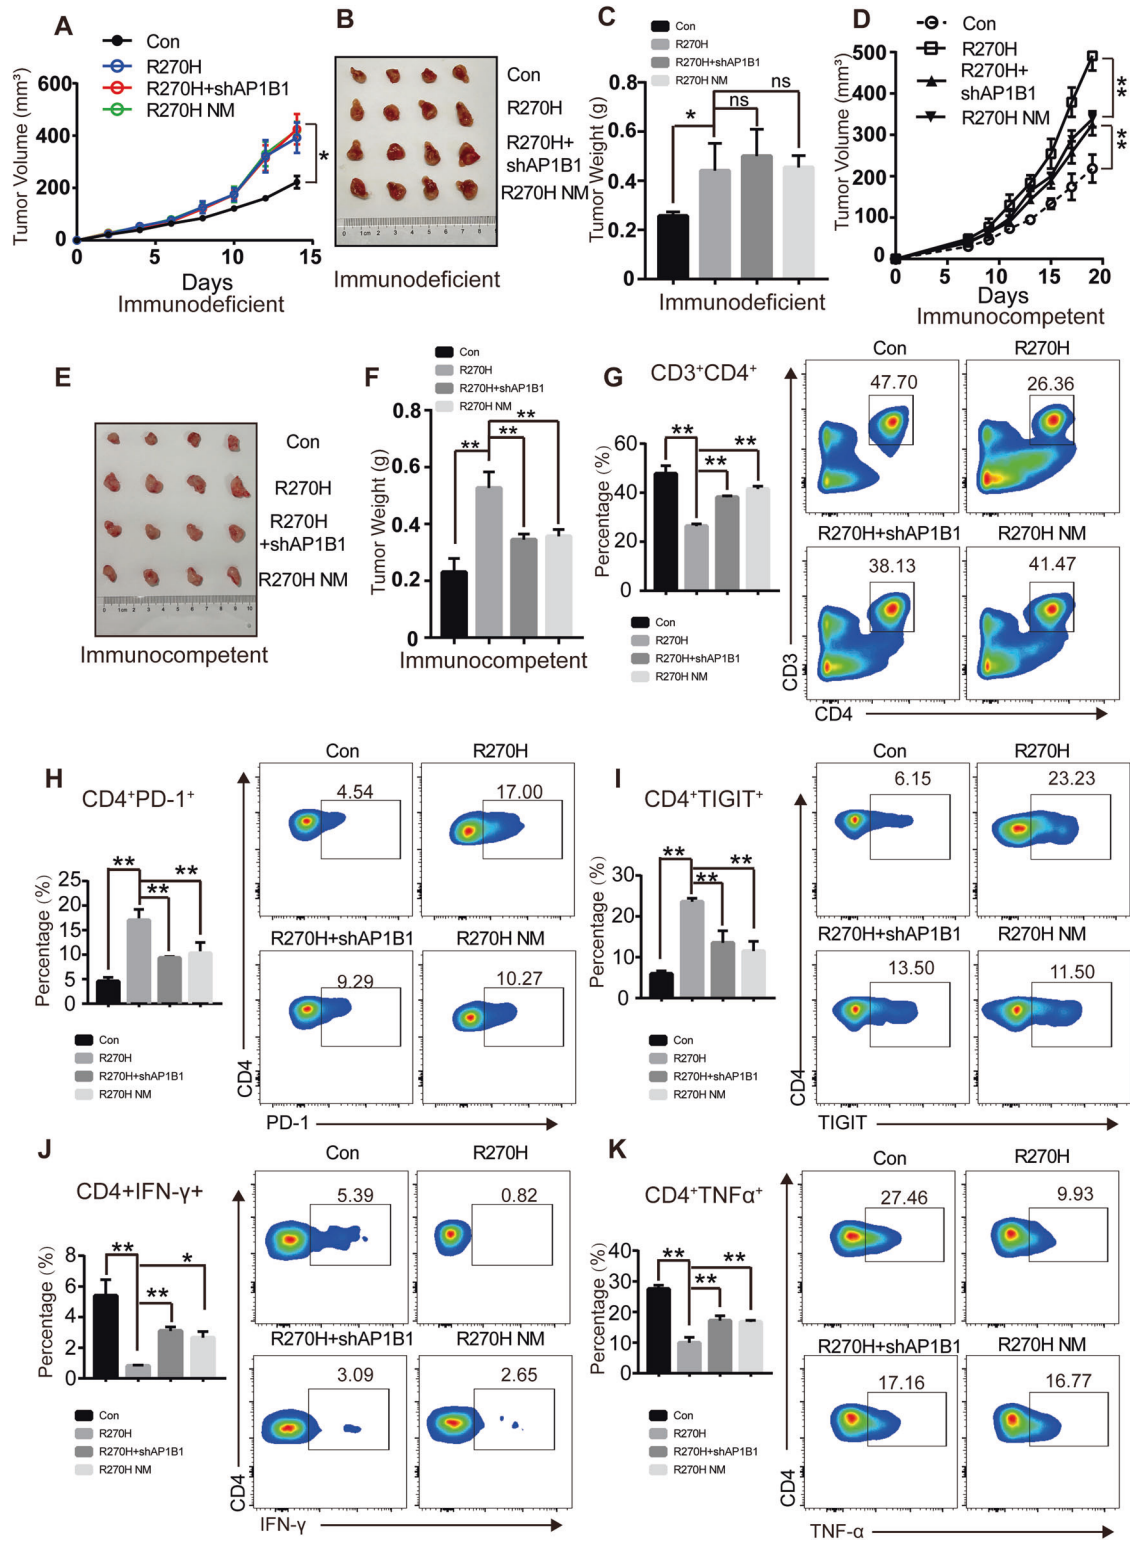 A
Con
R270H
R270H+shAP1B1
R270H NM
Tumor Volume (mm³)
600
400
200
0
0 5 10 15
*
Days
Immunodeficient
B
Con
R270H
R270H+
shAP1B1
R270H NM
Immunodeficient
C
Con
R270H
R270H+shAP1B1
R270H NM
Tumor Weight (g)
0.8
0.6
0.4
0.2
0
* ns ns
Immunodeficient
D
Con
R270H
R270H+
shAP1B1
R270H NM
Tumor Volume (mm³)
500
400
300
200
100
0
0 5 10 15 20
**
**
Days
Immunocompetent
E
Con
R270H
R270H
+shAP1B1
R270H NM
Immunocompetent
F
Con
R270H
R270H+shAP1B1
R270H NM
Tumor Weight (g)
0.8
0.6
0.4
0.2
0
** ** **
Immunocompetent
G
CD3⁺CD4⁺
Percentage (%)
60
40
20
0
** ** **
Con
R270H
R270H+shAP1B1
R270H NM
Con
47.70
R270H
26.36
R270H+shAP1B1
38.13
R270H NM
41.47
CD3
CD4
H
CD4⁺PD-1⁺
Percentage (%)
25
20
15
10
5
0
** ** **
Con
R270H
R270H+shAP1B1
R270H NM
Con
4.54
R270H
17.00
R270H+shAP1B1
9.29
R270H NM
10.27
CD4
PD-1
I
CD4⁺TIGIT⁺
Percentage (%)
30
20
10
0
** ** **
Con
R270H
R270H+shAP1B1
R270H NM
Con
6.15
R270H
23.23
R270H+shAP1B1
13.50
R270H NM
11.50
CD4
TIGIT
J
CD4+IFN-γ+
Percentage (%)
8
6
4
2
0
** ** *
Con
R270H
R270H+shAP1B1
R270H NM
Con
5.39
R270H
0.82
R270H+shAP1B1
3.09
R270H NM
2.65
CD4
IFN-γ
K
CD4⁺TNFα⁺
Percentage (%)
40
30
20
10
0
** ** **
Con
R270H
R270H+shAP1B1
R270H NM
Con
27.46
R270H
9.93
R270H+shAP1B1
17.16
R270H NM
16.77
CD4
TNF-α